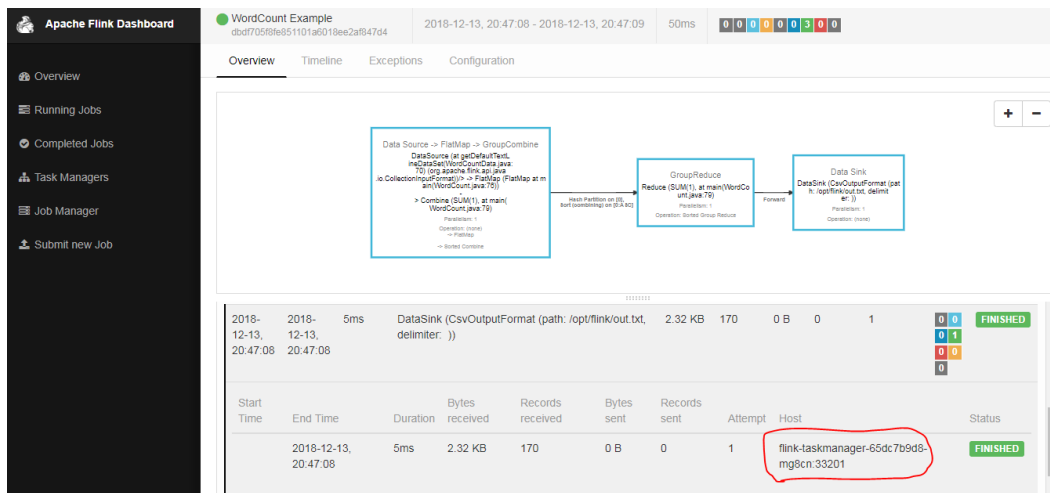 Apache Flink Dashboard
Overview
Running Jobs
Completed Jobs
Task Managers
Job Manager
Submit new Job
WordCount Example
dbdf705f8fe851101a6018ee2af847d4
2018-12-13, 20:47:08 - 2018-12-13, 20:47:09
50ms
0 0 0 0 0 0 3 0 0
Overview Timeline Exceptions Configuration
+ −
Data Source -> FlatMap -> GroupCombine
DataSource (at getDefaultTextL
ineDataSet(WordCountData.java:
70) (org.apache.flink.api.java
.io.CollectionInputFormat))/> -> FlatMap (FlatMap at m
ain(WordCount.java:76))
-
> Combine (SUM(1), at main(
WordCount.java:79)
Parallelism: 1
Operation: (none)
-> FlatMap
-> Sorted Combine
Hash Partition on [0],
Sort (combining) on [0:ASC]
GroupReduce
Reduce (SUM(1), at main(WordCo
unt.java:79)
Parallelism: 1
Operation: Sorted Group Reduce
Forward
Data Sink
DataSink (CsvOutputFormat (pat
h: /opt/flink/out.txt, delimit
er: ))
Parallelism: 1
Operation: (none)
2018- 2018- 5ms DataSink (CsvOutputFormat (path: /opt/flink/out.txt, 2.32 KB 170 0 B 0 1 0 0 FINISHED
12-13, 12-13, delimiter: )) 0 1
20:47:08 20:47:08 0 0
0
Start Bytes Records Bytes Records
Time End Time Duration received received sent sent Attempt Host Status
2018-12-13, 5ms 2.32 KB 170 0 B 0 1 flink-taskmanager-65dc7b9d8- FINISHED
20:47:08 mg8cn:33201